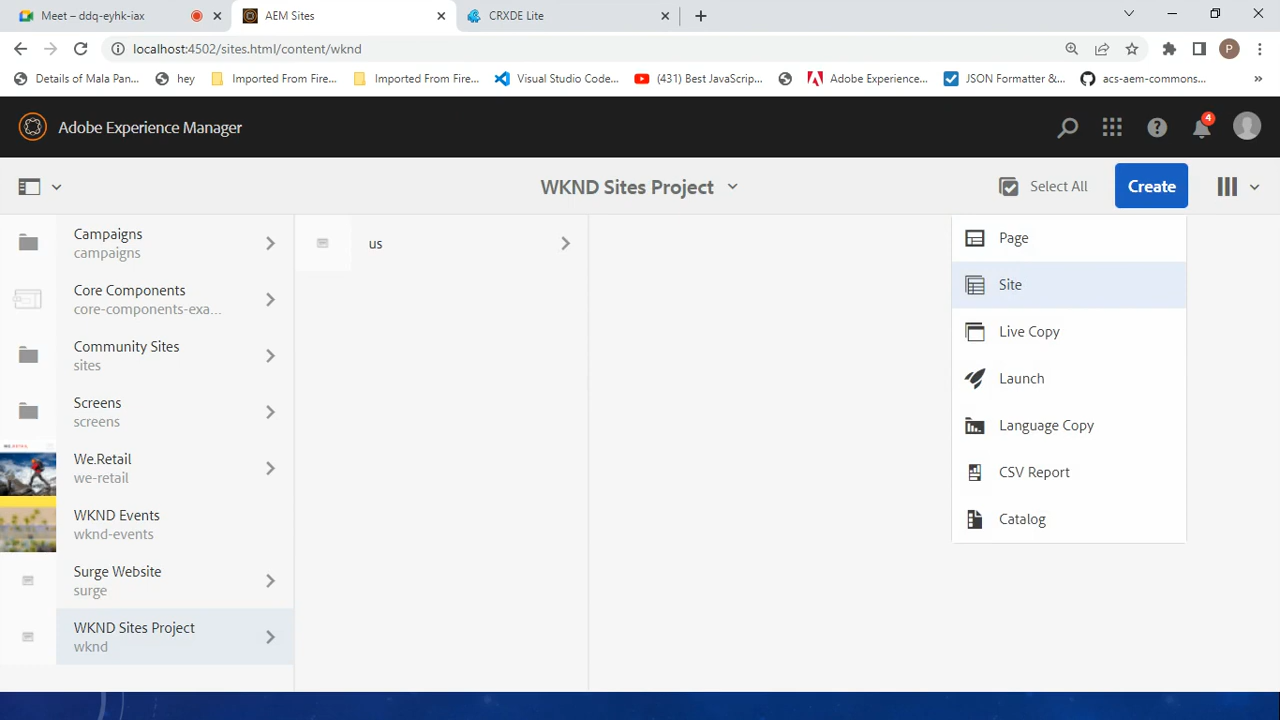 Meet – ddq-eyhk-iax
AEM Sites
CRXDE Lite
localhost:4502/sites.html/content/wknd
P
Details of Mala Pan...
hey
Imported From Fire...
Imported From Fire...
Visual Studio Code...
(431) Best JavaScrip...
Adobe Experience...
JSON Formatter &...
acs-aem-commons...
»
Adobe Experience Manager
4
WKND Sites Project
Select All
Create
Campaigns
campaigns
Core Components
core-components-exa...
Community Sites
sites
Screens
screens
We.Retail
we-retail
WKND Events
wknd-events
Surge Website
surge
WKND Sites Project
wknd
us
Page
Site
Live Copy
Launch
Language Copy
CSV Report
Catalog